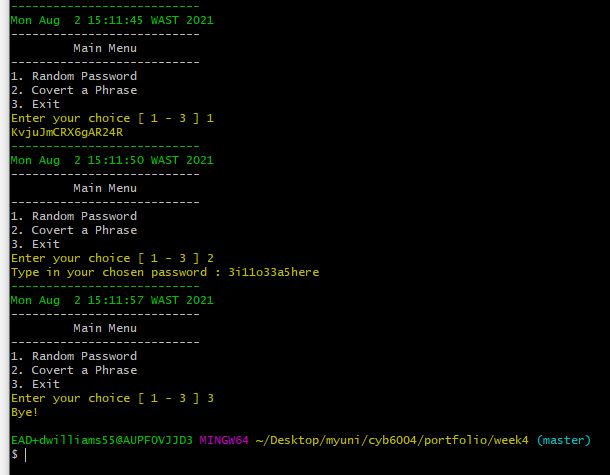 ---------------------------
Mon Aug  2 15:11:45 WAST 2021
---------------------------
         Main Menu
---------------------------
1. Random Password
2. Covert a Phrase
3. Exit
Enter your choice [ 1 - 3 ] 1
KvjuJmCRX6gAR24R
---------------------------
Mon Aug  2 15:11:50 WAST 2021
---------------------------
         Main Menu
---------------------------
1. Random Password
2. Covert a Phrase
3. Exit
Enter your choice [ 1 - 3 ] 2
Type in your chosen password : 3i11o33a5here
---------------------------
Mon Aug  2 15:11:57 WAST 2021
---------------------------
         Main Menu
---------------------------
1. Random Password
2. Covert a Phrase
3. Exit
Enter your choice [ 1 - 3 ] 3
Bye!
EAD+dwilliams55@AUPFOVJJD3 MINGW64 ~/Desktop/myuni/cyb6004/portfolio/week4 (master)
$